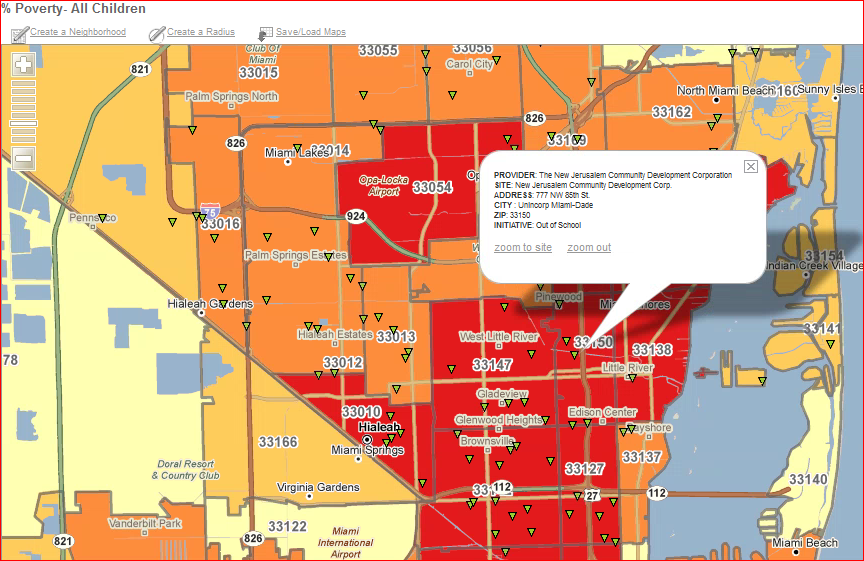 % Poverty- All Children
Create a Neighborhood
Create a Radius
Save/Load Maps
Club Of
Miami
33055
33056
Carol City
821
33015
Palm Springs North
North Miami Beach
33160
Sunny Isles
33162
826
826
33169
Miami Lakes
33014
Opa-Locka
Airport
33054
PROVIDER: The New Jerusalem Community Development Corporation
SITE: New Jerusalem Community Development Corp.
ADDRE$$: 777 NW 85th St.
CITY : Unincorp Miami-Dade
ZIP: 33150
INITIATIVE: Out of School
zoom to site
zoom out
75
924
Pennsuco
33016
Palm Springs Estates
33154
Indian Creek Village
Pinewood
Hialeah Gardens
Miami Shores
33141
Hialeah Estates
33013
West Little River
33150
33138
78
33012
33147
Little River
Gladeview
33010
Glenwood Heights
Edison Center
Bayshore
Hialeah
33166
Brownsville
Miami Springs
33137
Doral Resort
& Country Club
33127
33140
Virginia Gardens
112
27
112
Vanderbilt Park
33122
821
826
Miami
International
Airport
Miami Beach